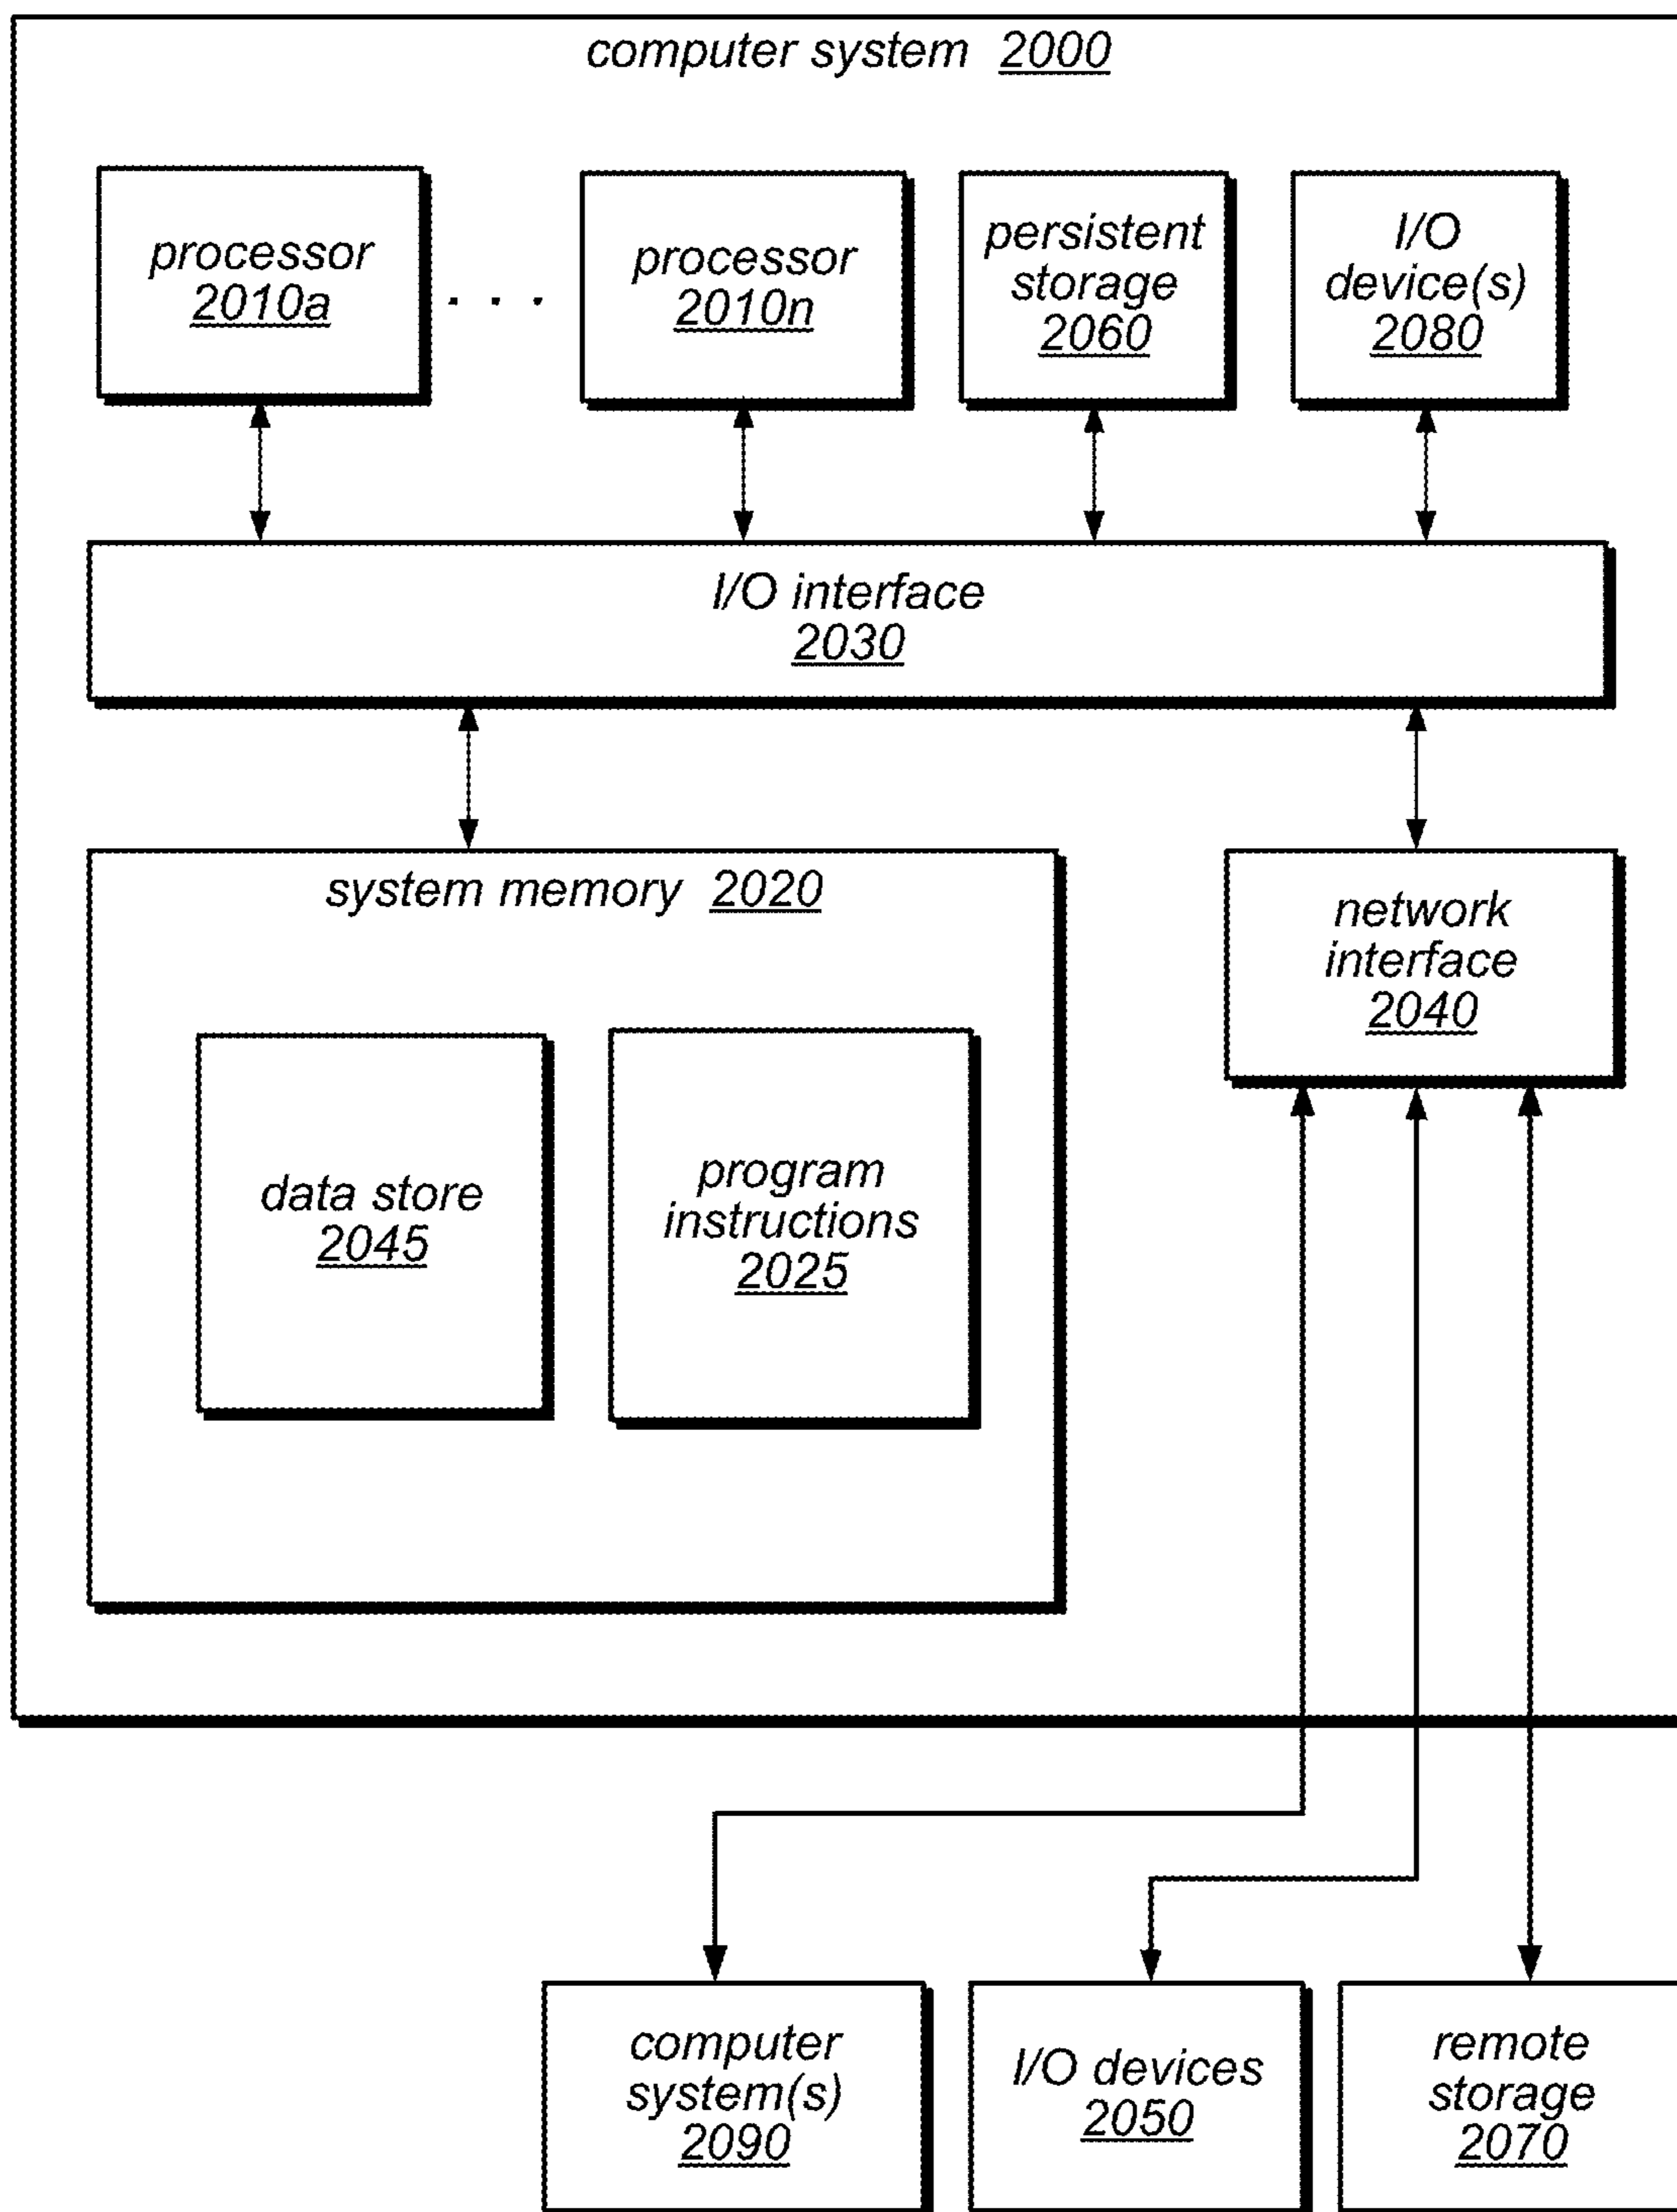 computer system 2000
processor
2010a
. . .
processor
2010n
persistent
storage
2060
I/O
device(s)
2080
I/O interface
2030
system memory 2020
network
interface
2040
data store
2045
program
instructions
2025
computer
system(s)
2090
I/O devices
2050
remote
storage
2070